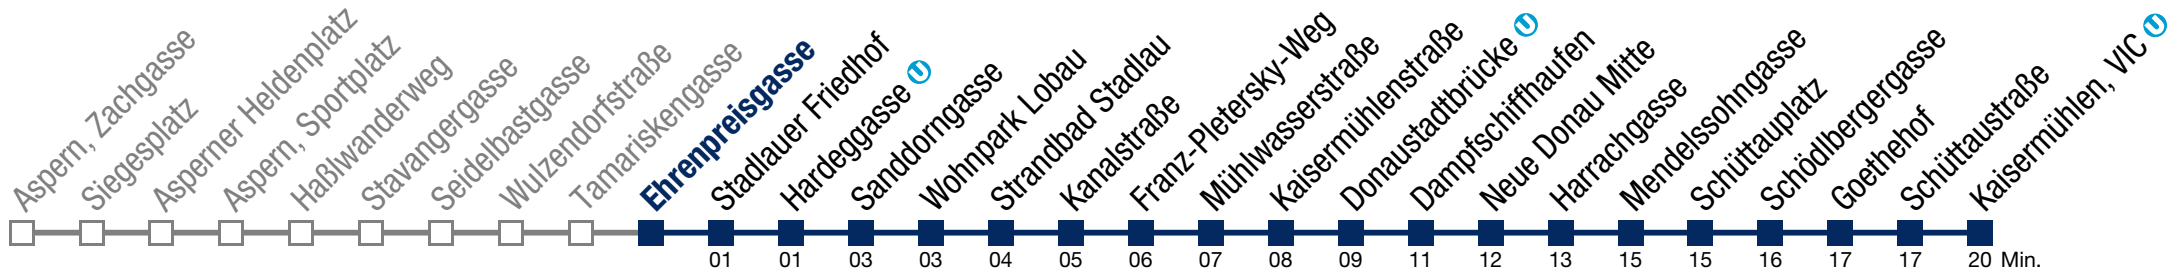 Aspern, Zachgasse
Siegesplatz
Asperner Heldenplatz
Aspern, Sportplatz
Haßlwanderweg
Stavangergasse
Seidelbastgasse
Wulzendorfstraße
Tamariskengasse
Ehrenpreisgasse
Stadlauer Friedhof
Hardeggasse U
Sanddorngasse
Wohnpark Lobau
Strandbad Stadlau
Kanalstraße
Franz-Pletersky-Weg
Mühlwasserstraße
Kaisermühlenstraße
Donaustadtbrücke U
Dampfschiffhaufen
Neue Donau Mitte
Harrachgasse
Mendelssohngasse
Schüttauplatz
Schödlbergergasse
Goethehof
Schüttaustraße
Kaisermühlen, VIC U
01 01 03 03 04 05 06 07 08 09 11 12 13 15 15 16 17 17 20 Min.